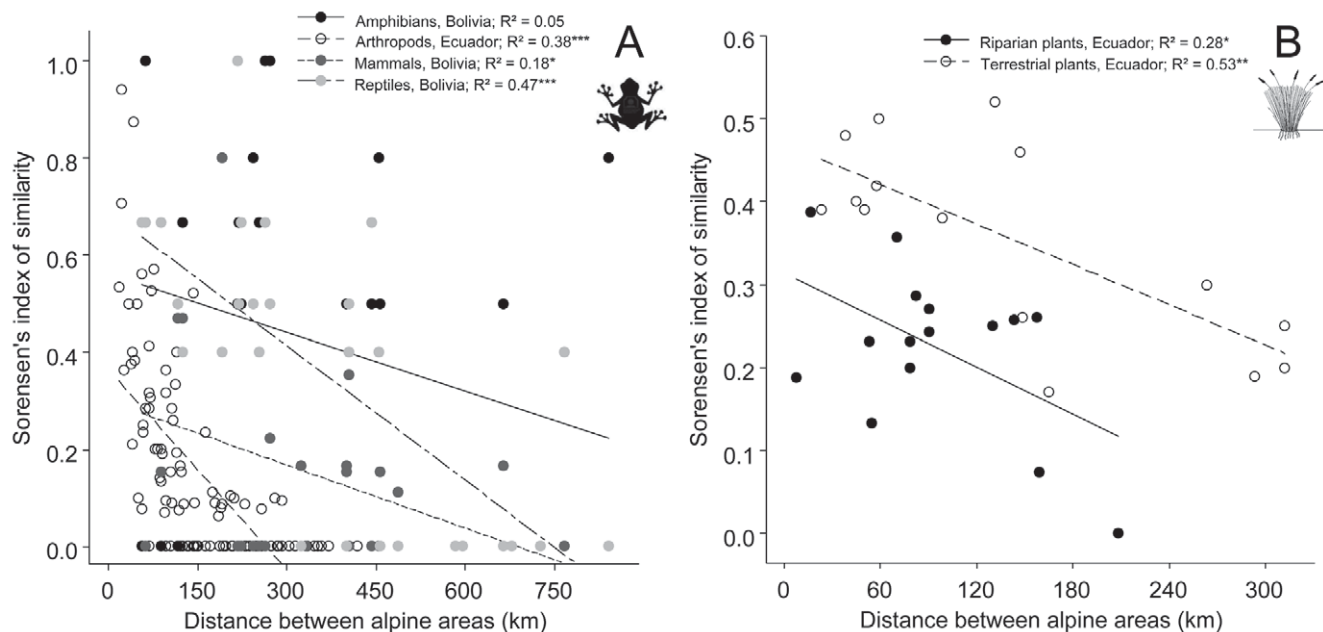 Amphibians, Bolivia; R² = 0.05
Arthropods, Ecuador; R² = 0.38***
Mammals, Bolivia; R² = 0.18*
Reptiles, Bolivia; R² = 0.47***
A
1.0
0.8
0.6
0.4
0.2
0.0
Sorensen's index of similarity
0
150
300
450
600
750
Distance between alpine areas (km)
Riparian plants, Ecuador; R² = 0.28*
Terrestrial plants, Ecuador; R² = 0.53**
B
0.6
0.5
0.4
0.3
0.2
0.1
0.0
Sorensen's index of similarity
0
60
120
180
240
300
Distance between alpine areas (km)